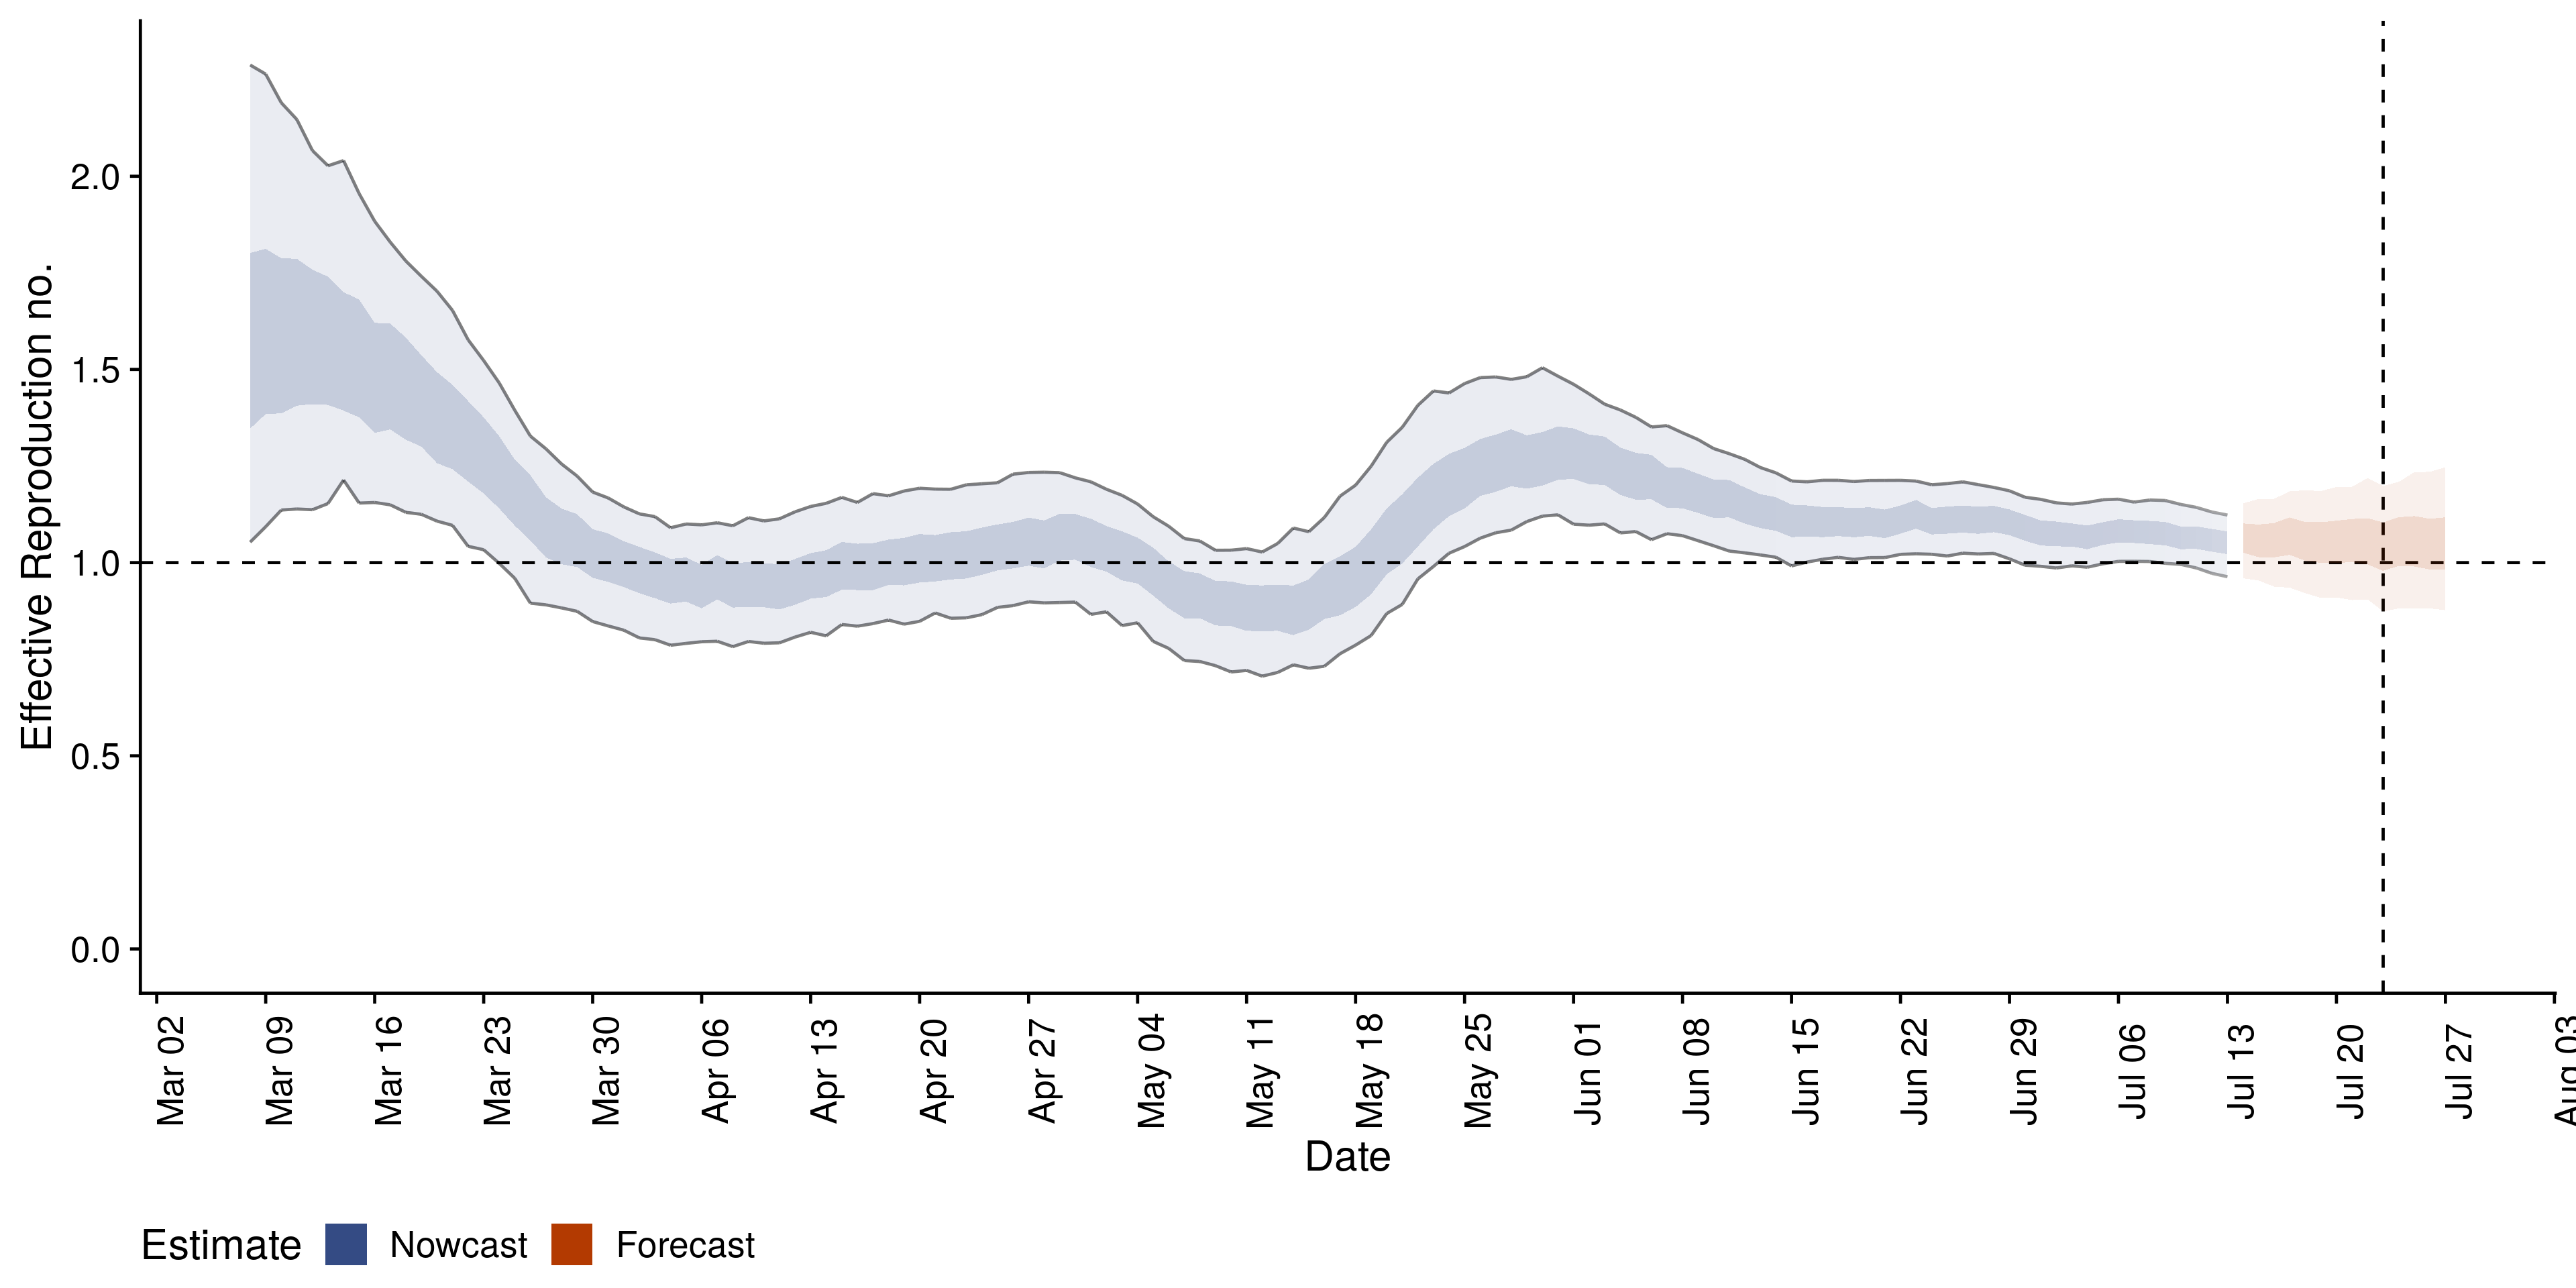 Effective Reproduction no.
2.0
1.5
1.0
0.5
0.0
Mar 02
Mar 09
Mar 16
Mar 23
Mar 30
Apr 06
Apr 13
Apr 20
Apr 27
May 04
May 11
May 18
May 25
Jun 01
Jun 08
Jun 15
Jun 22
Jun 29
Jul 06
Jul 13
Jul 20
Jul 27
Aug 03
Date
Estimate Nowcast Forecast